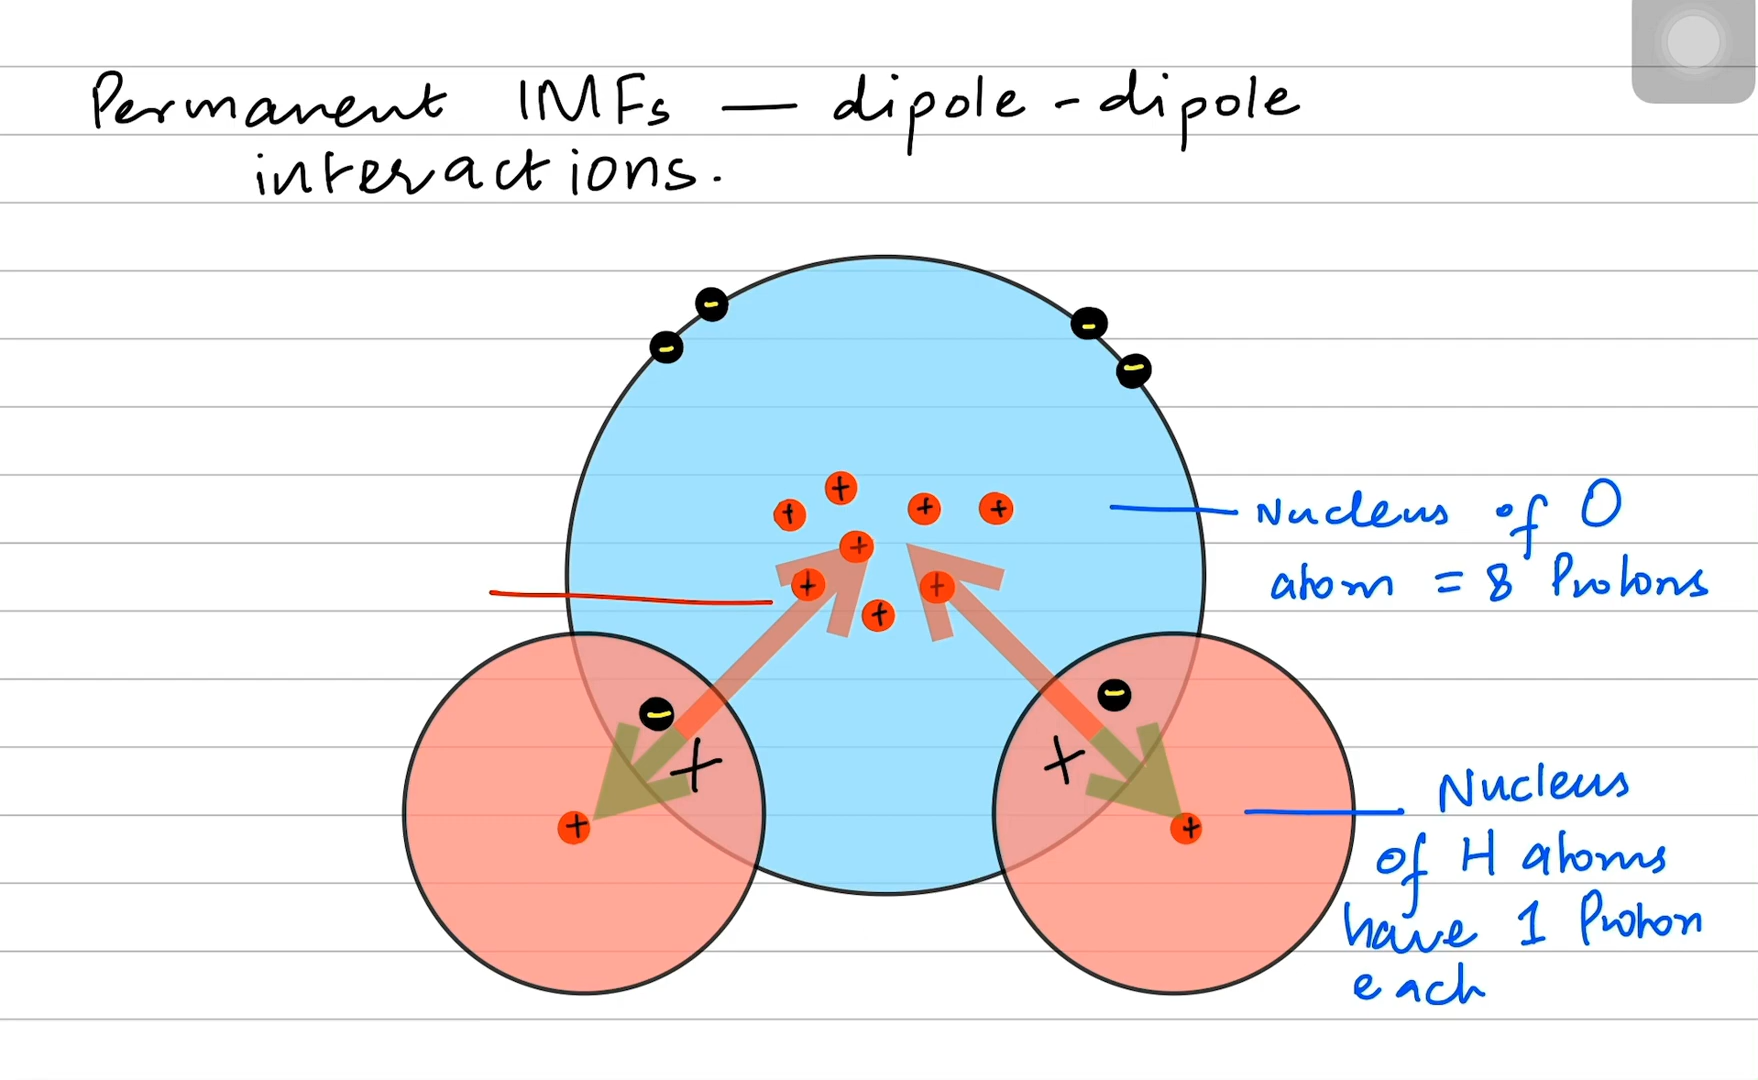 Permanent IMFs — dipole-dipole
interactions.
Nucleus of O
atom = 8 Protons
Nucleus
of H atoms
have 1 Proton
each